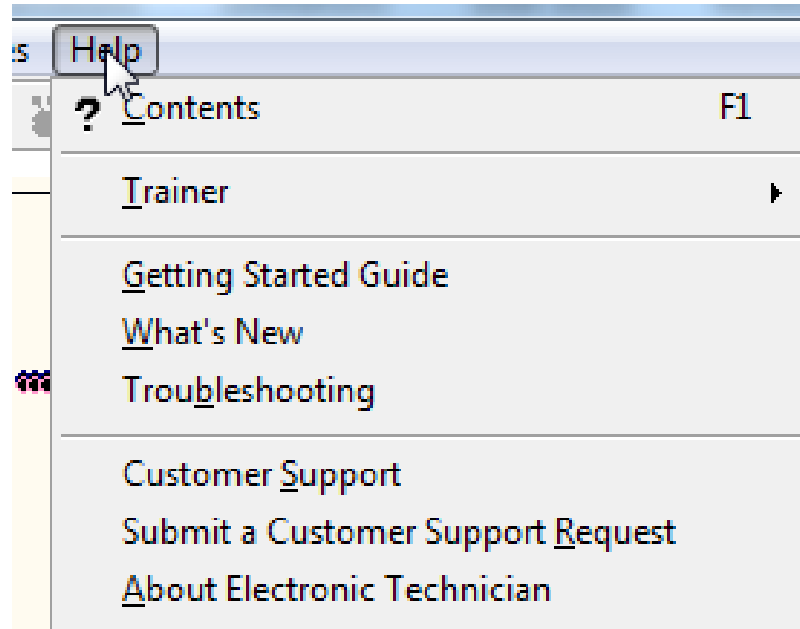 s Help
? Contents F1
Trainer
Getting Started Guide
What's New
Troubleshooting
Customer Support
Submit a Customer Support Request
About Electronic Technician